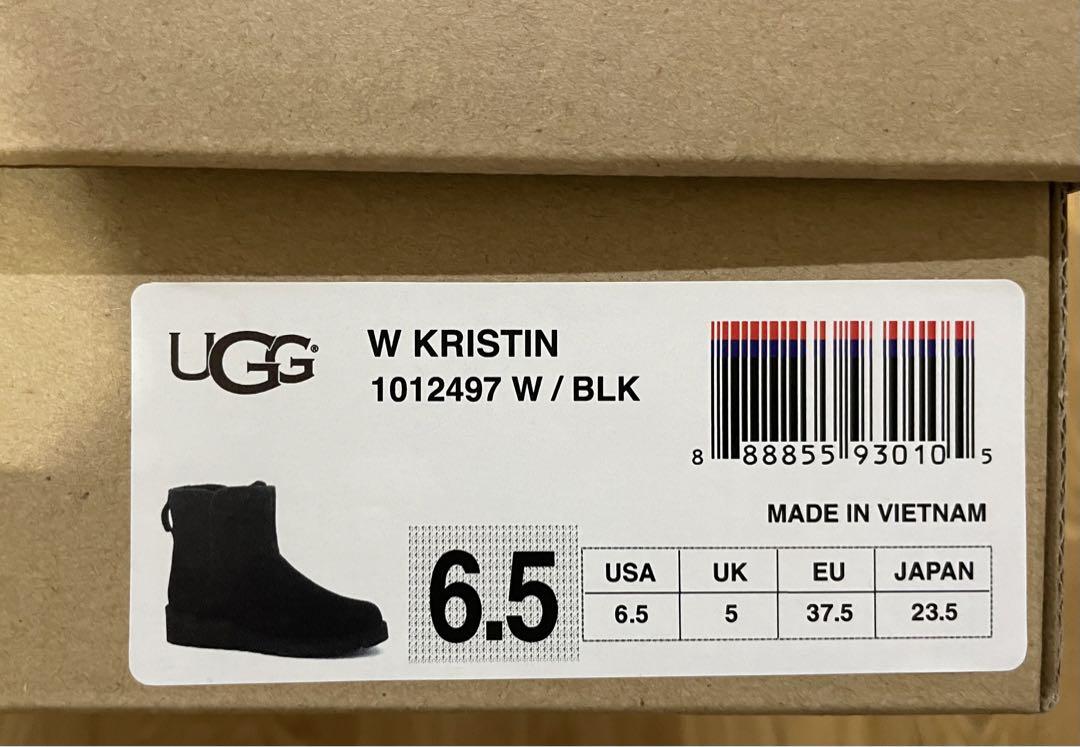 UGG®
W KRISTIN
1012497 W / BLK
8 88855 93010 5
MADE IN VIETNAM
6.5
USA UK EU JAPAN
6.5 5 37.5 23.5